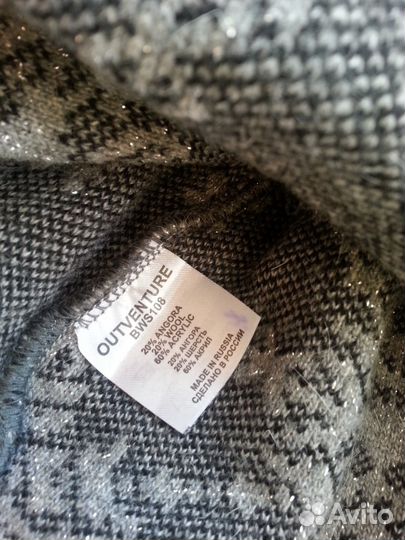 OUTVENTURE
BWS108
20% ANGORA
20% WOOL
60% ACRYLIC
20% АНГОРА
20% ШЕРСТЬ
60% АКРИЛ
MADE IN RUSSIA
СДЕЛАНО В РОССИИ
Avito